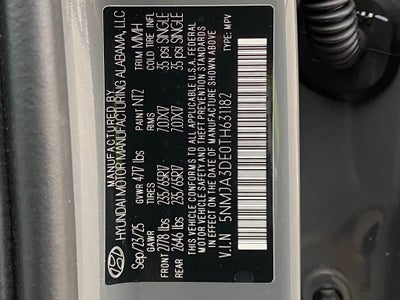 MANUFACTURED BY
HYUNDAI MOTOR MANUFACTURING ALABAMA, LLC
Sep/23/25 GVWR 4717 lbs PAINT NT2 TRIM MMH
GAWR TIRES RIMS COLD TIRE INFL
FRONT 2778 lbs 235/65R17 7.0JX17 35 PSI SINGLE
REAR 2646 lbs 235/65R17 7.0JX17 35 PSI SINGLE
THIS VEHICLE CONFORMS TO ALL APPLICABLE U.S.A. FEDERAL
MOTOR VEHICLE SAFETY AND THEFT PREVENTION STANDARDS
IN EFFECT ON THE DATE OF MANUFACTURE SHOWN ABOVE.
V.I.N 5NMJA3DE0TH631182 TYPE: MPV